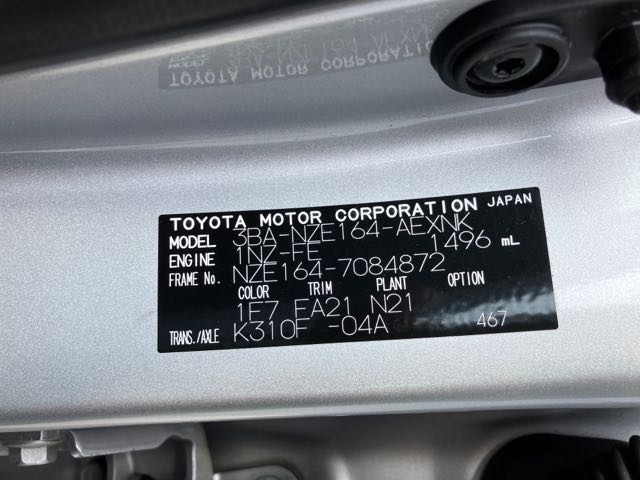 TOYOTA MOTOR CORPORATION JAPAN
MODEL 3BA-NZE164-AEXNK
ENGINE 1NZ-FE 1496 mL
FRAME No. NZE164-7084872
COLOR TRIM PLANT OPTION
1E7 EA21 N21
TRANS./AXLE K310F -04A 467